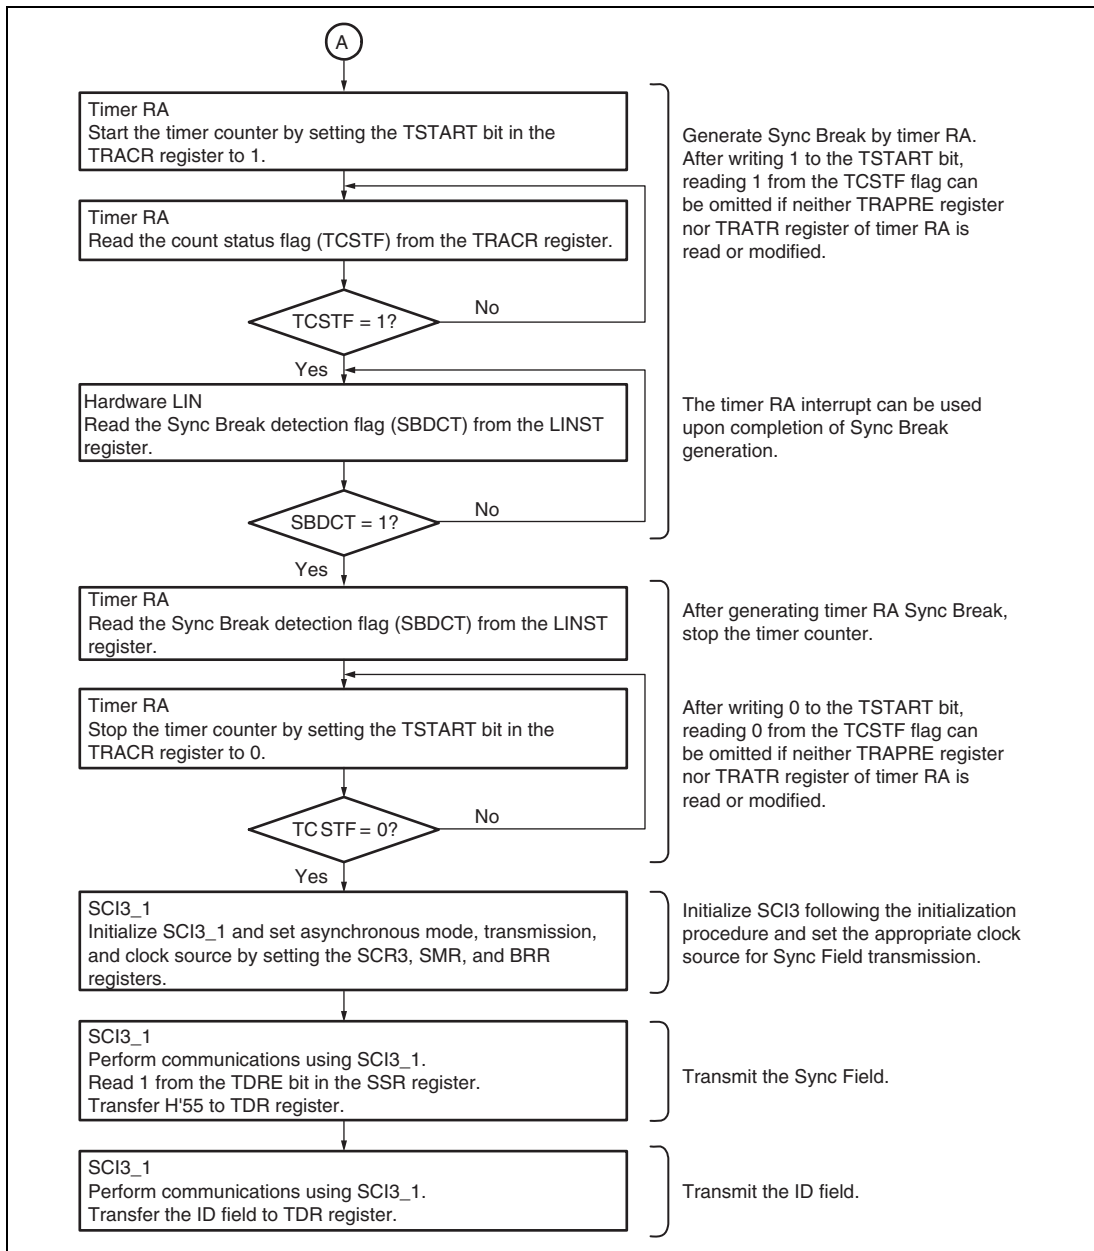 A
Timer RA
Start the timer counter by setting the TSTART bit in the
TRACR register to 1.
Generate Sync Break by timer RA.
After writing 1 to the TSTART bit,
reading 1 from the TCSTF flag can
be omitted if neither TRAPRE register
nor TRATR register of timer RA is
read or modified.
Timer RA
Read the count status flag (TCSTF) from the TRACR register.
TCSTF = 1?
No
Yes
Hardware LIN
Read the Sync Break detection flag (SBDCT) from the LINST
register.
The timer RA interrupt can be used
upon completion of Sync Break
generation.
SBDCT = 1?
No
Yes
Timer RA
Read the Sync Break detection flag (SBDCT) from the LINST
register.
After generating timer RA Sync Break,
stop the timer counter.
Timer RA
Stop the timer counter by setting the TSTART bit in the
TRACR register to 0.
After writing 0 to the TSTART bit,
reading 0 from the TCSTF flag can
be omitted if neither TRAPRE register
nor TRATR register of timer RA is
read or modified.
TCSTF = 0?
No
Yes
SCI3_1
Initialize SCI3_1 and set asynchronous mode, transmission,
and clock source by setting the SCR3, SMR, and BRR
registers.
Initialize SCI3 following the initialization
procedure and set the appropriate clock
source for Sync Field transmission.
SCI3_1
Perform communications using SCI3_1.
Read 1 from the TDRE bit in the SSR register.
Transfer H'55 to TDR register.
Transmit the Sync Field.
SCI3_1
Perform communications using SCI3_1.
Transfer the ID field to TDR register.
Transmit the ID field.